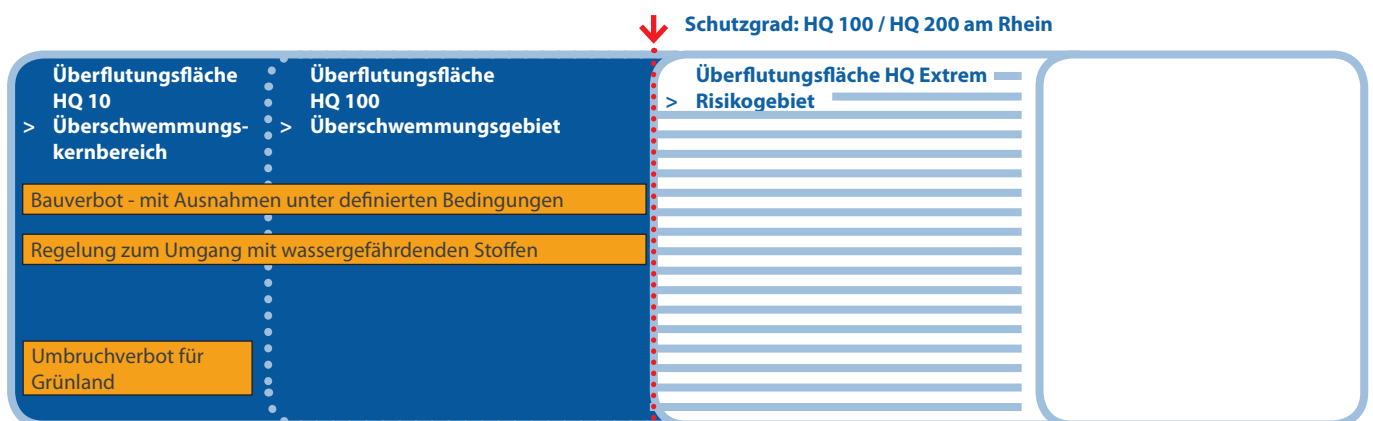 Schutzgrad: HQ 100 / HQ 200 am Rhein
Überflutungsfläche
HQ 10
> Überschwemmungs-
kernbereich
Überflutungsfläche
HQ 100
> Überschwemmungsgebiet
Überflutungsfläche HQ Extrem
> Risikogebiet
Bauverbot - mit Ausnahmen unter definierten Bedingungen
Regelung zum Umgang mit wassergefährdenden Stoffen
Umbruchverbot für
Grünland